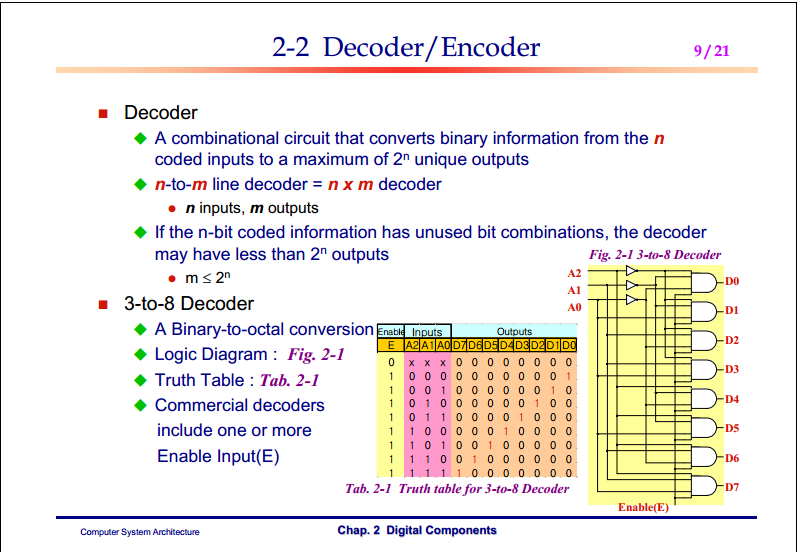 2-2 Decoder/Encoder
9 / 21
Decoder
A combinational circuit that converts binary information from the n
coded inputs to a maximum of 2ⁿ unique outputs
n-to-m line decoder = n x m decoder
n inputs, m outputs
If the n-bit coded information has unused bit combinations, the decoder
may have less than 2ⁿ outputs
m ≤ 2ⁿ
3-to-8 Decoder
A Binary-to-octal conversion
Logic Diagram : Fig. 2-1
Truth Table : Tab. 2-1
Commercial decoders
include one or more
Enable Input(E)
Enable Inputs Outputs
E A2 A1 A0 D7 D6 D5 D4 D3 D2 D1 D0
0 x x x 0 0 0 0 0 0 0 0
1 0 0 0 0 0 0 0 0 0 0 1
1 0 0 1 0 0 0 0 0 0 1 0
1 0 1 0 0 0 0 0 0 1 0 0
1 0 1 1 0 0 0 0 1 0 0 0
1 1 0 0 0 0 0 1 0 0 0 0
1 1 0 1 0 0 1 0 0 0 0 0
1 1 1 0 0 1 0 0 0 0 0 0
1 1 1 1 1 0 0 0 0 0 0 0
Tab. 2-1 Truth table for 3-to-8 Decoder
Fig. 2-1 3-to-8 Decoder
A2
A1
A0
D0
D1
D2
D3
D4
D5
D6
D7
Enable(E)
Computer System Architecture
Chap. 2 Digital Components